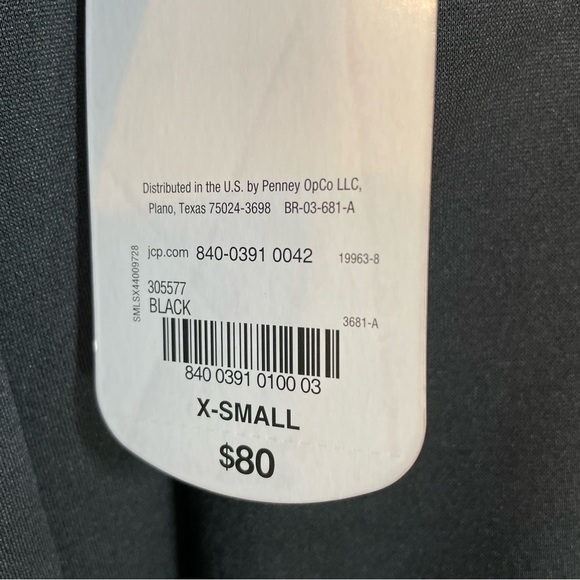 Distributed in the U.S. by Penney OpCo LLC,
Plano, Texas 75024-3698 BR-03-681-A
jcp.com 840-0391 0042 19963-8
SMLSX44009728
305577
BLACK
3681-A
840 0391 0100 03
X-SMALL
$80